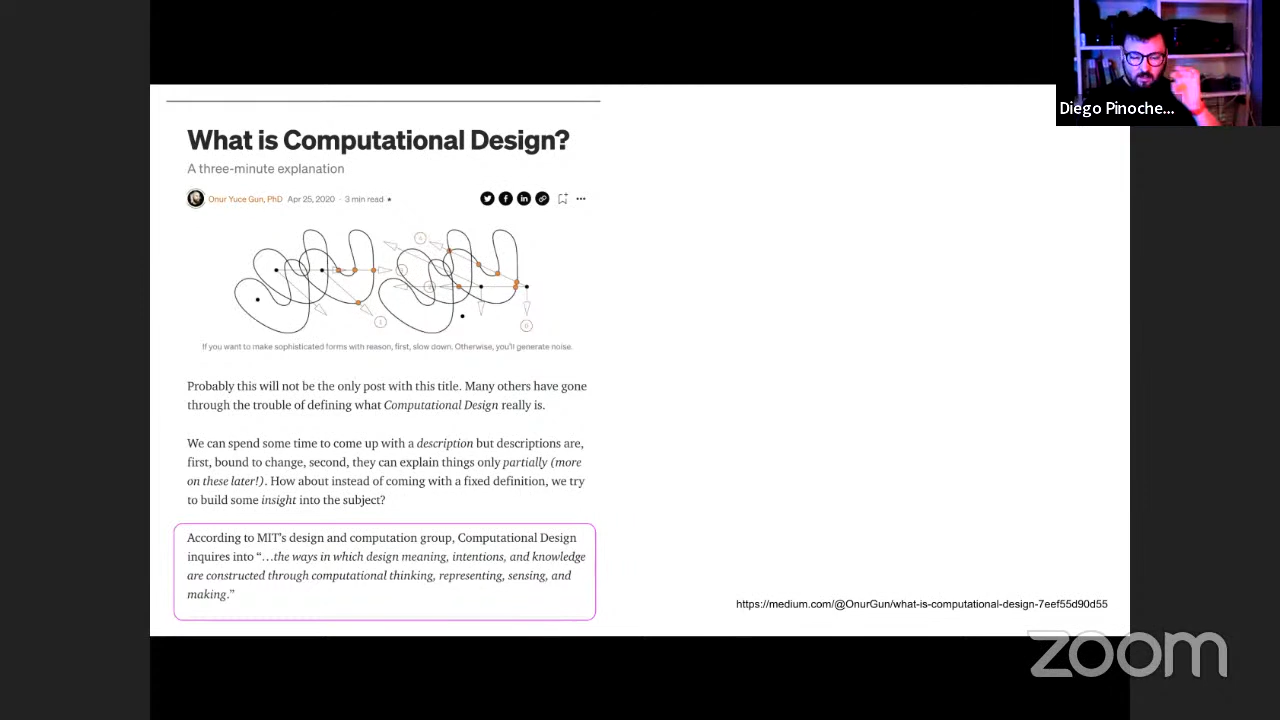 Diego Pinoche...
What is Computational Design?
A three-minute explanation
Onur Yuce Gun, PhD Apr 25, 2020 · 3 min read
If you want to make sophisticated forms with reason, first, slow down. Otherwise, you'll generate noise.
Probably this will not be the only post with this title. Many others have gone
through the trouble of defining what Computational Design really is.
We can spend some time to come up with a description but descriptions are,
first, bound to change, second, they can explain things only partially (more
on these later!). How about instead of coming with a fixed definition, we try
to build some insight into the subject?
According to MIT's design and computation group, Computational Design
inquires into “…the ways in which design meaning, intentions, and knowledge
are constructed through computational thinking, representing, sensing, and
making.”
https://medium.com/@OnurGun/what-is-computational-design-7eef55d90d55
zoom